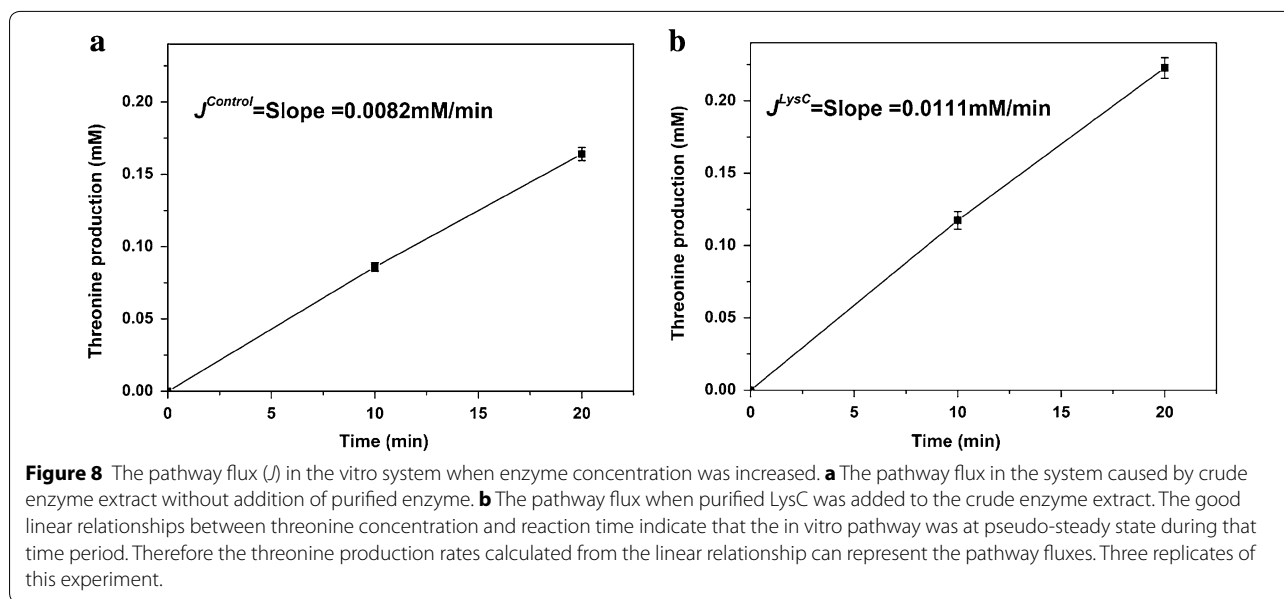 a
0.20
0.15
0.10
0.05
0.00
Threonine production (mM)
J^Control=Slope =0.0082mM/min
0 5 10 15 20
Time (min)
b
0.20
0.15
0.10
0.05
0.00
Threonine production (mM)
J^LysC=Slope =0.0111mM/min
0 5 10 15 20
Time (min)
Figure 8 The pathway flux (J) in the vitro system when enzyme concentration was increased. a The pathway flux in the system caused by crude
enzyme extract without addition of purified enzyme. b The pathway flux when purified LysC was added to the crude enzyme extract. The good
linear relationships between threonine concentration and reaction time indicate that the in vitro pathway was at pseudo-steady state during that
time period. Therefore the threonine production rates calculated from the linear relationship can represent the pathway fluxes. Three replicates of
this experiment.